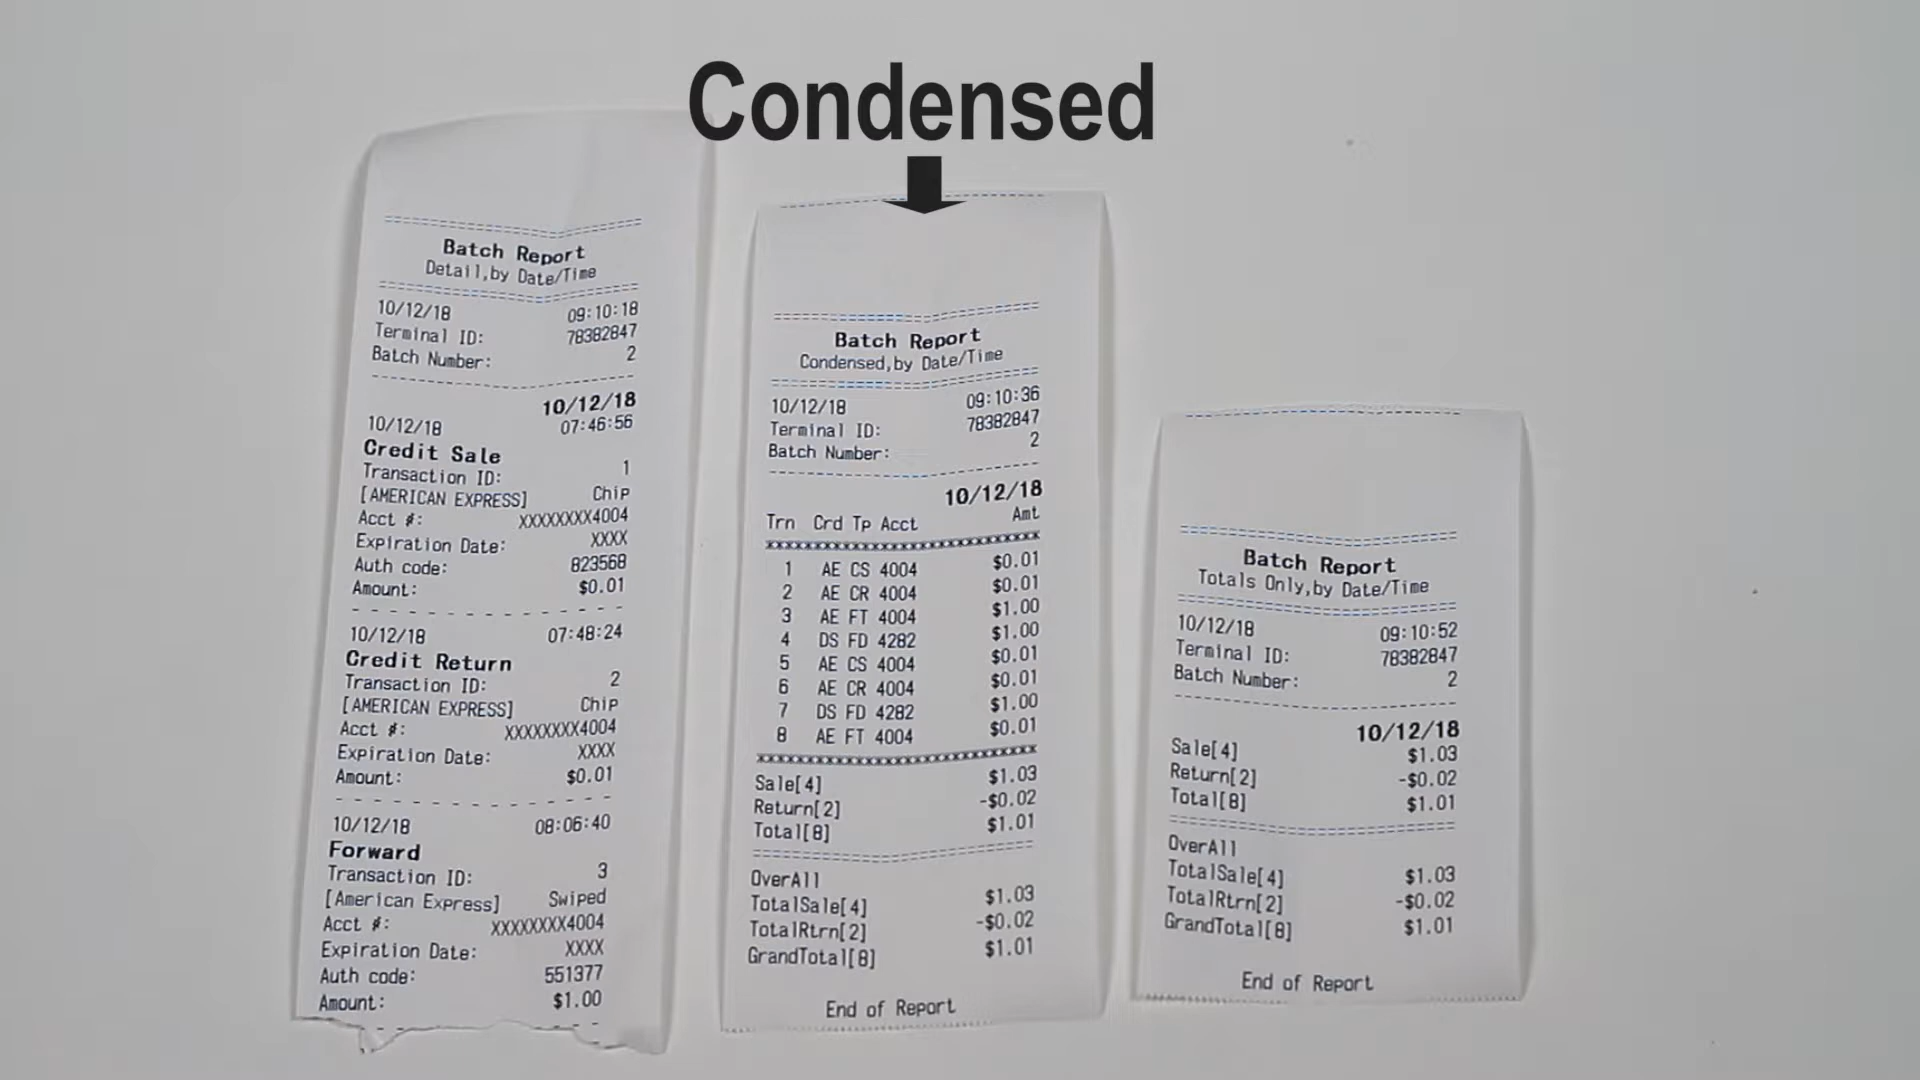 Condensed
Batch Report
Detail,by Date/Time
10/12/18 09:10:18
Terminal ID: 78382847
Batch Number: 2
10/12/18
10/12/18 07:46:56
Credit Sale
Transaction ID: 1
[AMERICAN EXPRESS] Chip
Acct #: XXXXXXXX4004
Expiration Date: XXXX
Auth code: 823568
Amount: $0.01
10/12/18 07:48:24
Credit Return
Transaction ID: 2
[AMERICAN EXPRESS] Chip
Acct #: XXXXXXXX4004
Expiration Date: XXXX
Amount: $0.01
10/12/18 08:06:40
Forward
Transaction ID: 3
[American Express] Swiped
Acct #: XXXXXXXX4004
Expiration Date: XXXX
Auth code: 551377
Amount: $1.00
Batch Report
Condensed,by Date/Time
10/12/18 09:10:36
Terminal ID: 78382847
Batch Number: 2
10/12/18
Trn Crd Tp Acct Amt
1 AE CS 4004 $0.01
2 AE CR 4004 $0.01
3 AE FT 4004 $1.00
4 DS FD 4282 $1.00
5 AE CS 4004 $0.01
6 AE CR 4004 $0.01
7 DS FD 4282 $1.00
8 AE FT 4004 $0.01
Sale[4] $1.03
Return[2] -$0.02
Total[8] $1.01
OverAll
TotalSale[4] $1.03
TotalRtrn[2] -$0.02
GrandTotal[8] $1.01
End of Report
Batch Report
Totals Only,by Date/Time
10/12/18 09:10:52
Terminal ID: 78382847
Batch Number: 2
10/12/18
Sale[4] $1.03
Return[2] -$0.02
Total[8] $1.01
OverAll
TotalSale[4] $1.03
TotalRtrn[2] -$0.02
GrandTotal[8] $1.01
End of Report